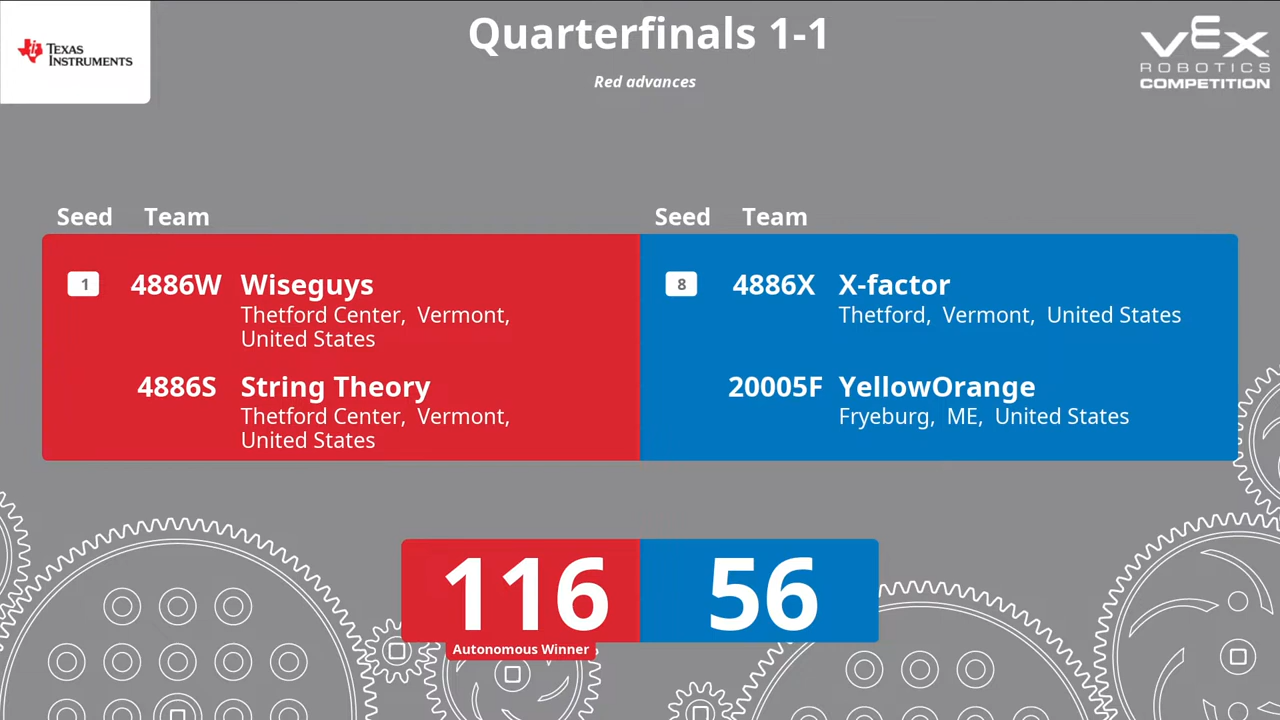 Quarterfinals 1-1
Red advances
TEXAS
INSTRUMENTS
VEX
ROBOTICS
COMPETITION
Seed Team
Seed Team
1 4886W Wiseguys
Thetford Center, Vermont,
United States
4886S String Theory
Thetford Center, Vermont,
United States
8 4886X X-factor
Thetford, Vermont, United States
20005F YellowOrange
Fryeburg, ME, United States
116
Autonomous Winner
56